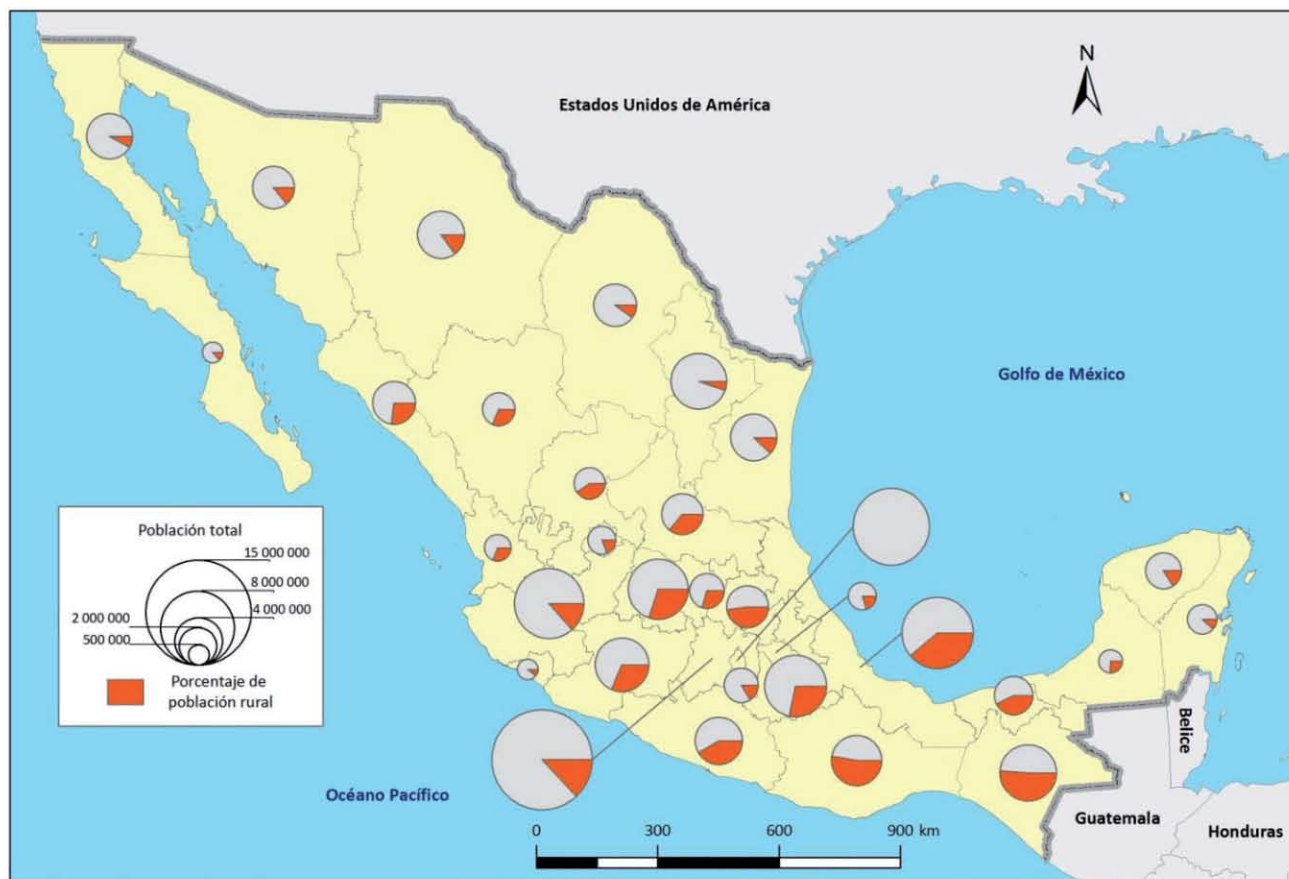 N
Estados Unidos de América
Golfo de México
Población total
15 000 000
8 000 000
4 000 000
2 000 000
500 000
Porcentaje de
población rural
Océano Pacífico
Belice
Guatemala
Honduras
0 300 600 900 km